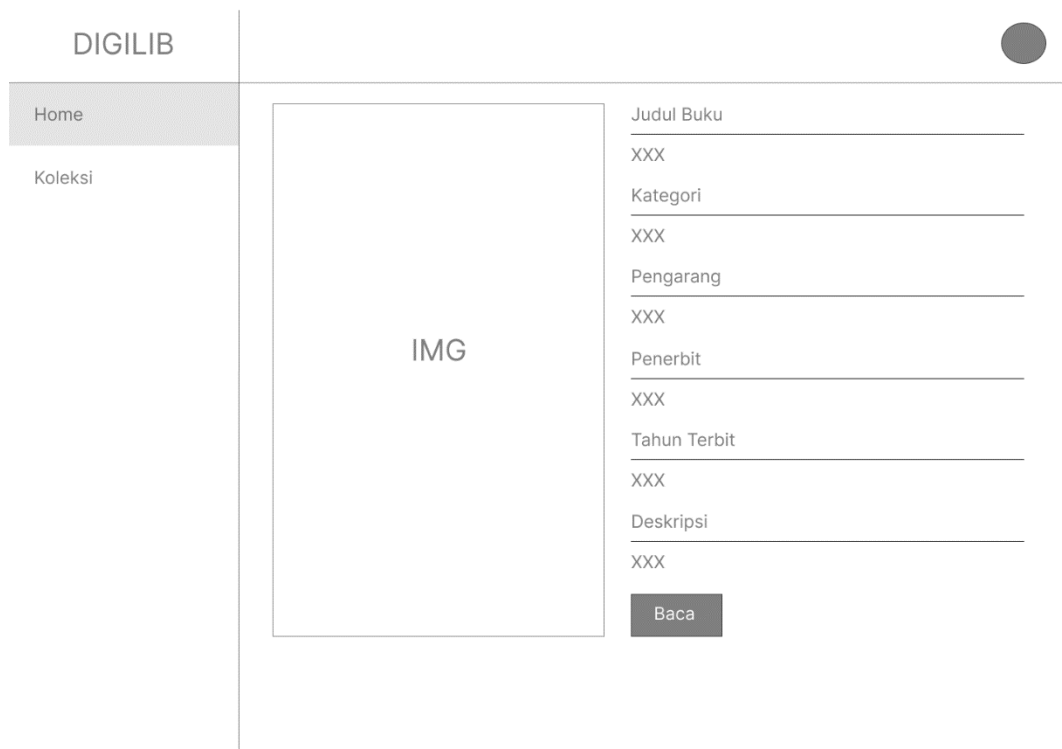 DIGILIB
Home
Koleksi
IMG
Judul Buku
XXX
Kategori
XXX
Pengarang
XXX
Penerbit
XXX
Tahun Terbit
XXX
Deskripsi
XXX
Baca